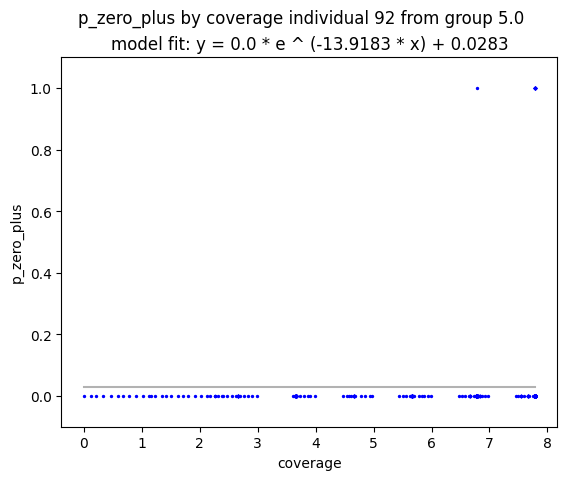 p_zero_plus by coverage individual 92 from group 5.0
model fit: y = 0.0 * e ^ (-13.9183 * x) + 0.0283
1.0
0.8
0.6
0.4
0.2
0.0
p_zero_plus
0 1 2 3 4 5 6 7 8
coverage